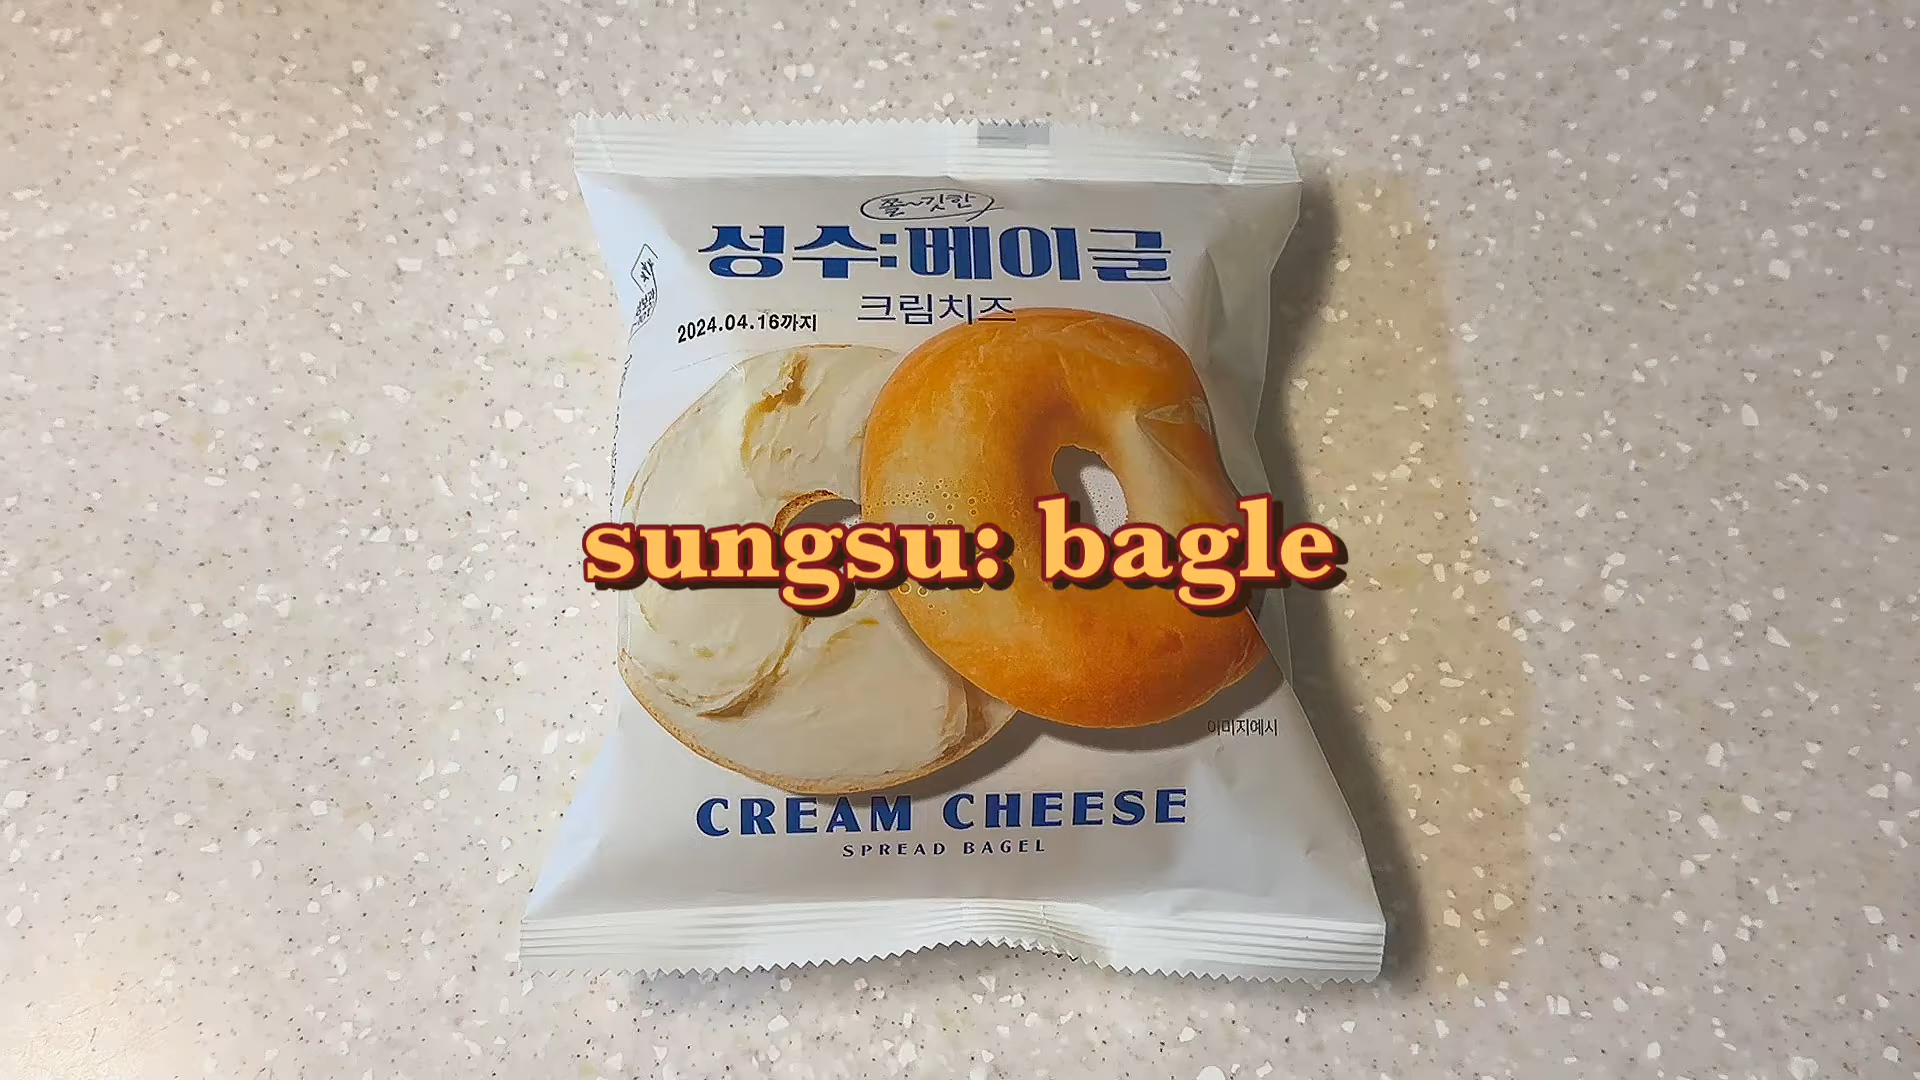 쫄~깃한
성수:베이글
크림치즈
2024.04.16까지
sungsu: bagle
이미지예시
CREAM CHEESE
SPREAD BAGEL